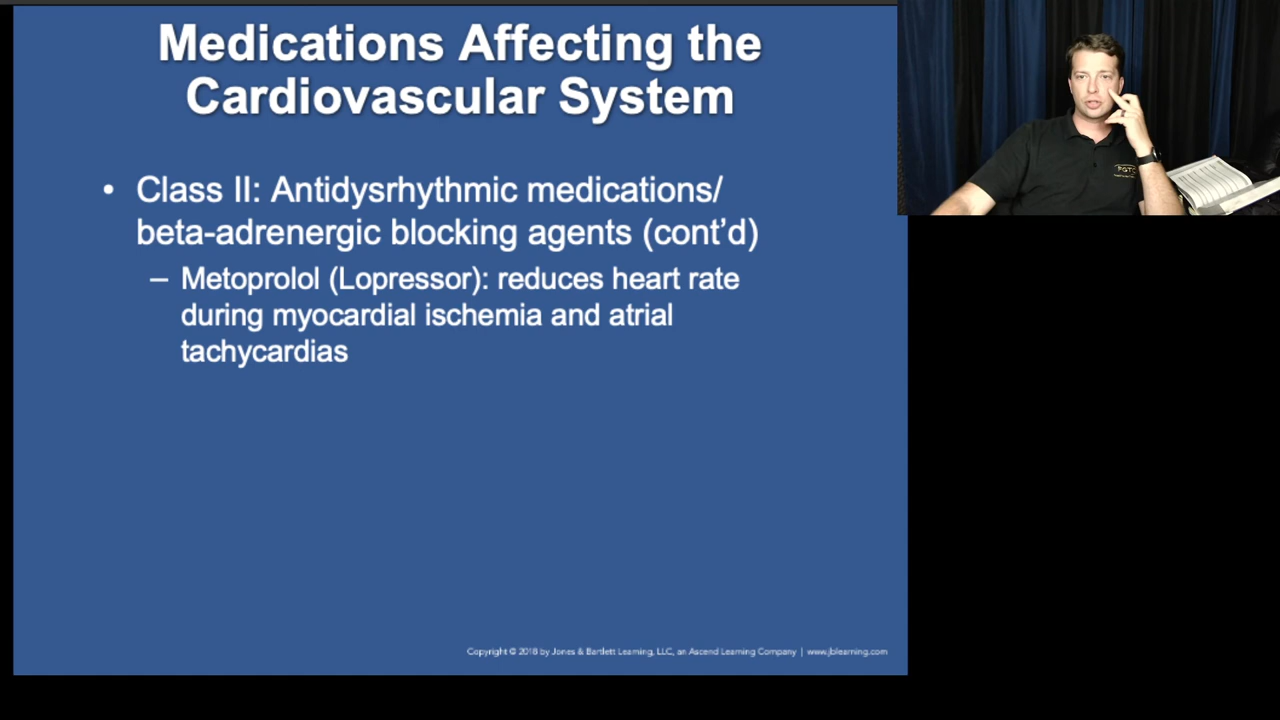 Medications Affecting the
Cardiovascular System
• Class II: Antidysrhythmic medications/
beta-adrenergic blocking agents (cont’d)
– Metoprolol (Lopressor): reduces heart rate
during myocardial ischemia and atrial
tachycardias
Copyright © 2018 by Jones & Bartlett Learning, LLC, an Ascend Learning Company | www.jblearning.com